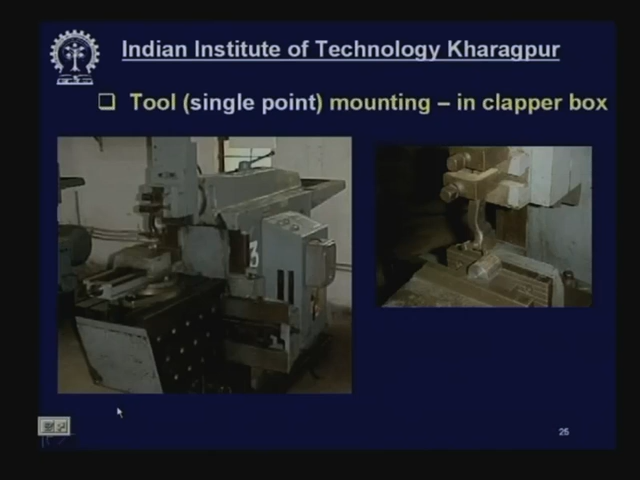 Indian Institute of Technology Kharagpur
❑ Tool (single point) mounting – in clapper box
3
25